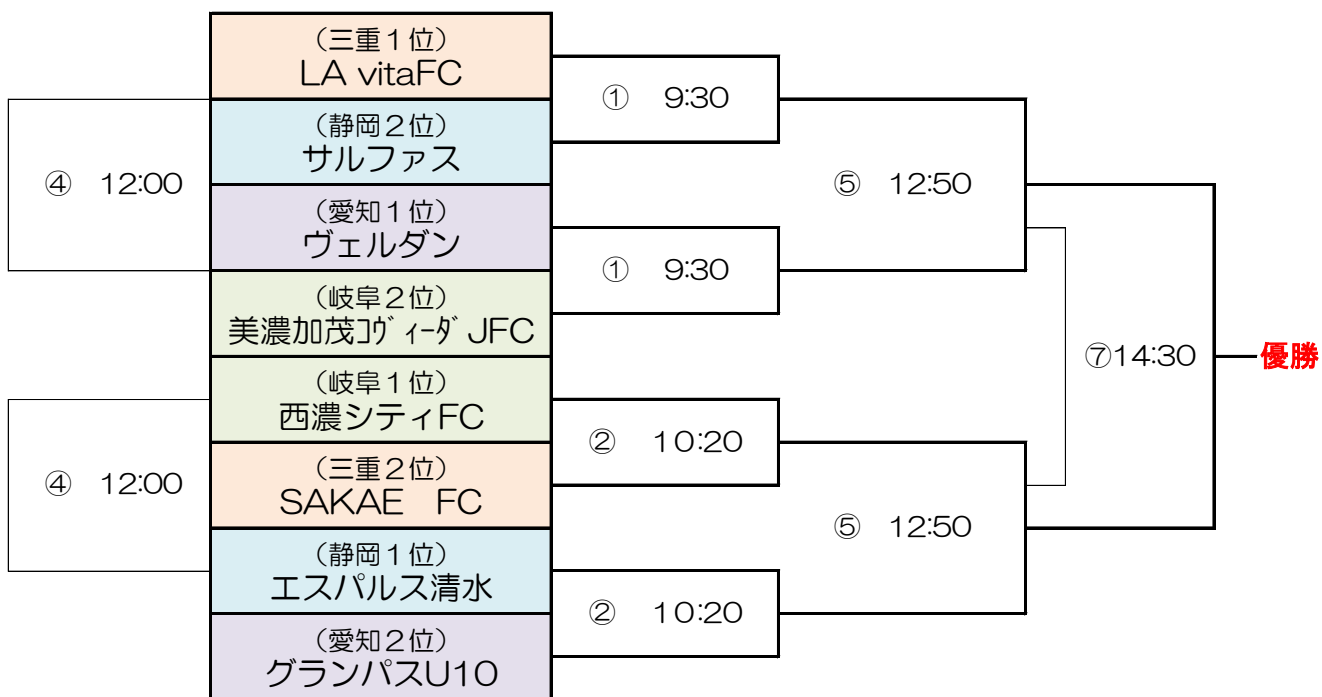 （三重１位）
LA vitaFC
（静岡２位）
サルファス
（愛知１位）
ヴェルダン
（岐阜２位）
美濃加茂ｺｳﾞｨｰﾀﾞJFC
（岐阜１位）
西濃シティFC
（三重２位）
SAKAE　FC
（静岡１位）
エスパルス清水
（愛知２位）
グランパスU10
④　12:00
④　12:00
①　9:30
①　9:30
②　10:20
②　10:20
⑤　12:50
⑤　12:50
⑦14:30
優勝